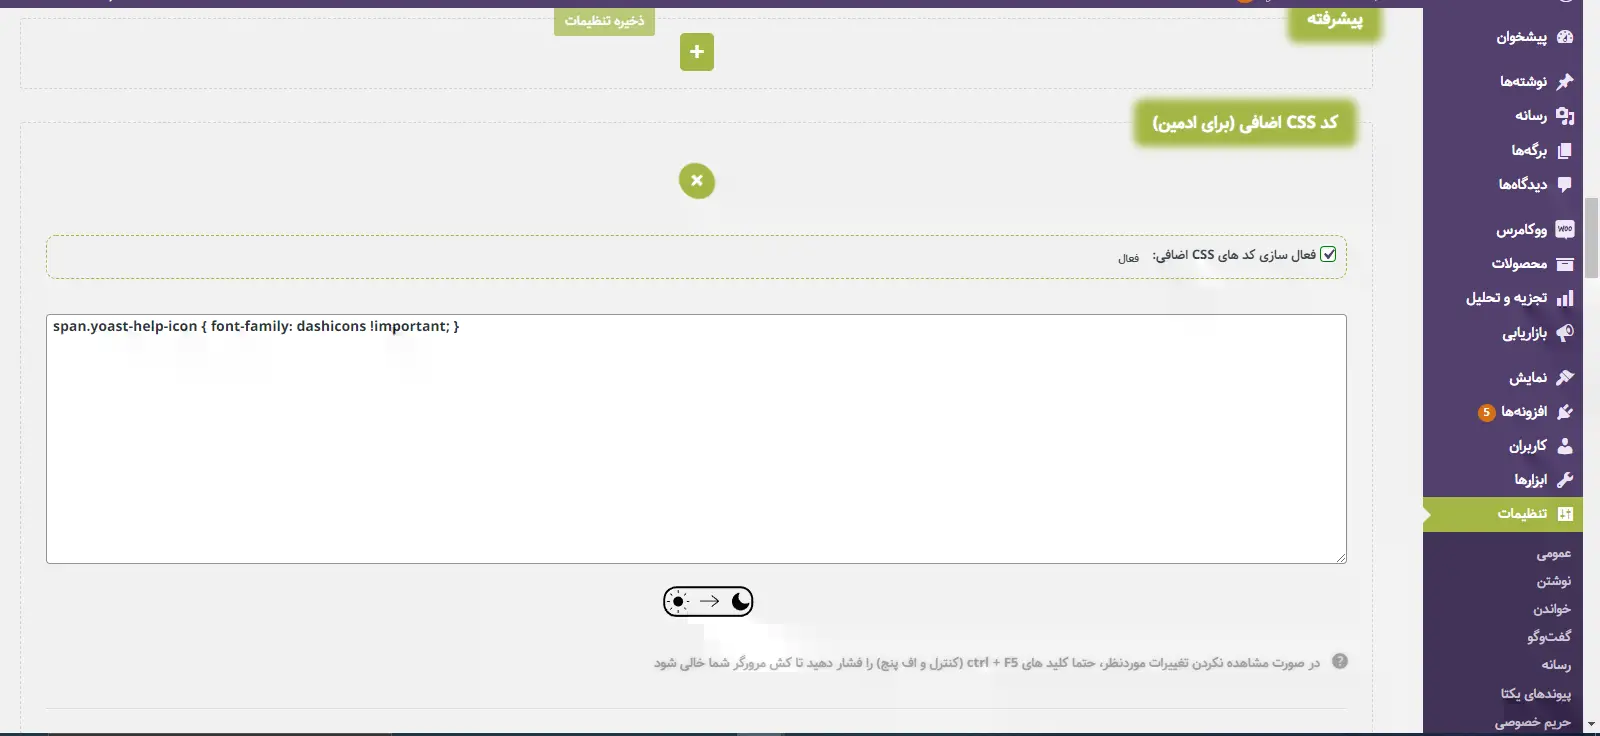 پیشرفته
ذخیره تنظیمات
+
کد CSS اضافی (برای ادمین)
فعال سازی کد های CSS اضافی: فعال
span.yoast-help-icon { font-family: dashicons !important; }
در صورت مشاهده نکردن تغییرات موردنظر، حتما کلید های ctrl + F5 (کنترل و اف پنج) را فشار دهید تا کش مرورگر شما خالی شود
پیشخوان
نوشته‌ها
رسانه
برگه‌ها
دیدگاه‌ها
ووکامرس
محصولات
تجزیه و تحلیل
بازاریابی
نمایش
افزونه‌ها 5
کاربران
ابزارها
تنظیمات
عمومی
نوشتن
خواندن
گفت‌وگو
رسانه
پیوندهای یکتا
حریم خصوصی